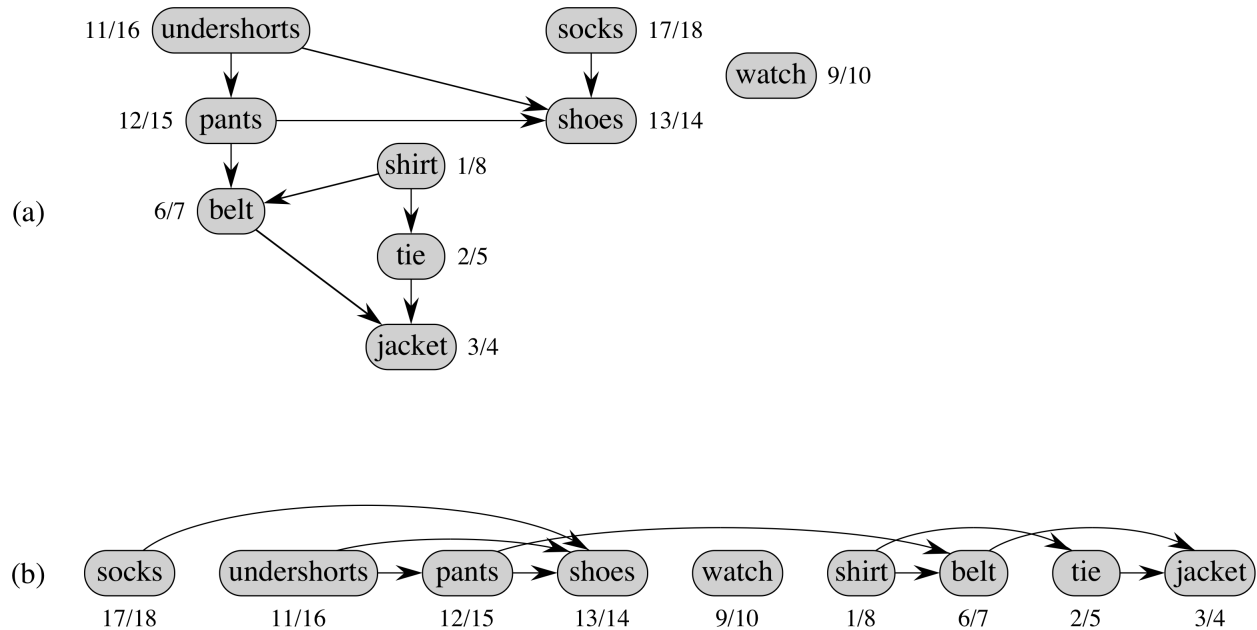 11/16 undershorts socks 17/18
watch 9/10
12/15 pants shoes 13/14
shirt 1/8
(a) 6/7 belt
tie 2/5
jacket 3/4
(b) socks undershorts pants shoes watch shirt belt tie jacket
17/18 11/16 12/15 13/14 9/10 1/8 6/7 2/5 3/4